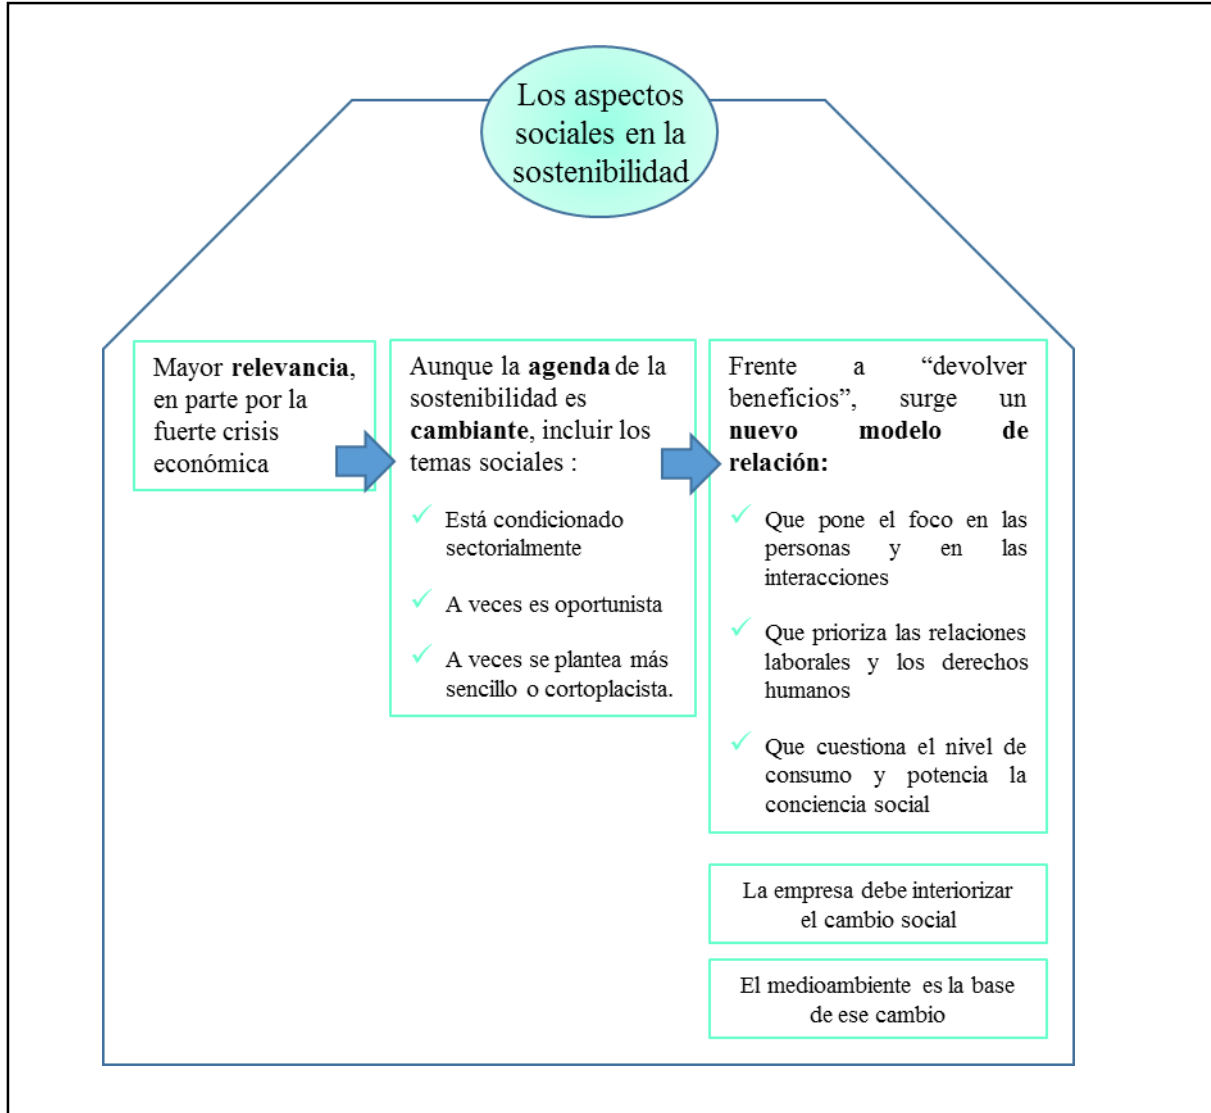 Los aspectos
sociales en la
sostenibilidad
Mayor relevancia,
en parte por la
fuerte crisis
económica
Aunque la agenda de la
sostenibilidad es
cambiante, incluir los
temas sociales :
Está condicionado
sectorialmente
A veces es oportunista
A veces se plantea más
sencillo o cortoplacista.
Frente a “devolver
beneficios”, surge un
nuevo modelo de
relación:
Que pone el foco en las
personas y en las
interacciones
Que prioriza las relaciones
laborales y los derechos
humanos
Que cuestiona el nivel de
consumo y potencia la
conciencia social
La empresa debe interiorizar
el cambio social
El medioambiente es la base
de ese cambio